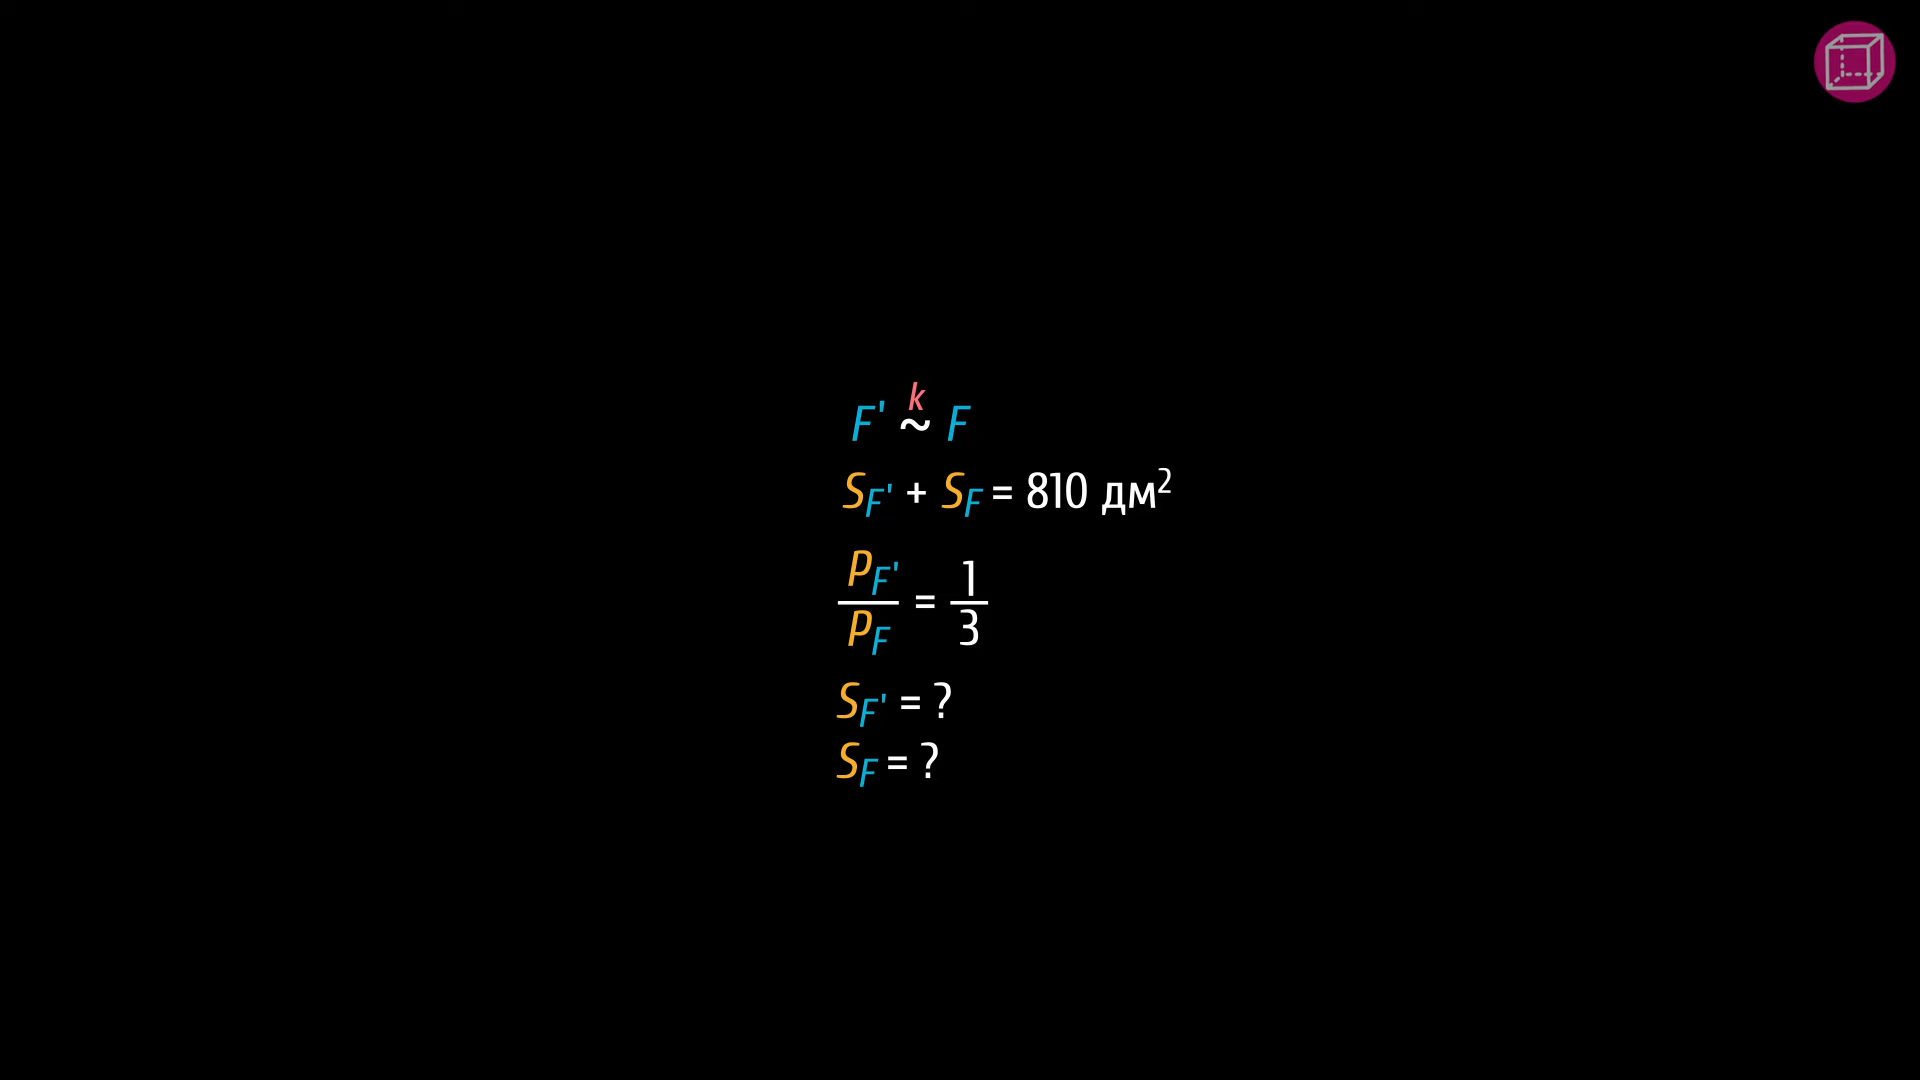 F' ~ᵏ F
S_F' + S_F = 810 дм²
P_F' / P_F = 1 / 3
S_F' = ?
S_F = ?